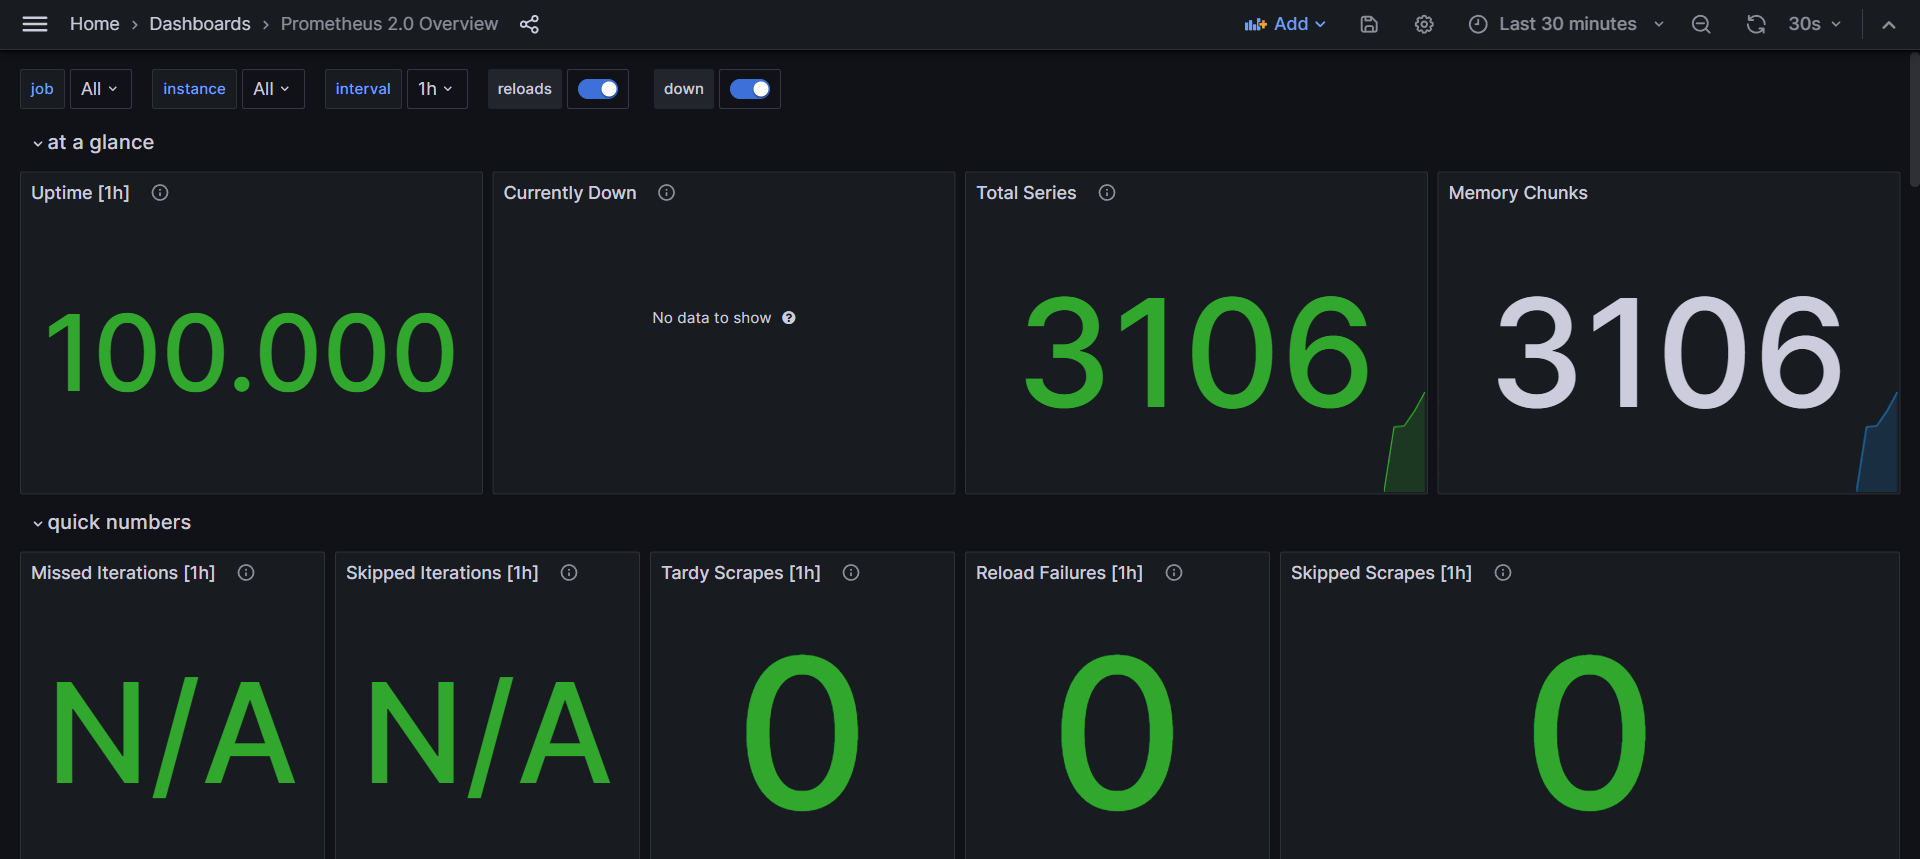 Home › Dashboards › Prometheus 2.0 Overview Add Last 30 minutes 30s
job All instance All interval 1h reloads down
at a glance
Uptime [1h] Currently Down Total Series Memory Chunks
No data to show
100.000 3106 3106
quick numbers
Missed Iterations [1h] Skipped Iterations [1h] Tardy Scrapes [1h] Reload Failures [1h] Skipped Scrapes [1h]
N/A N/A 0 0 0